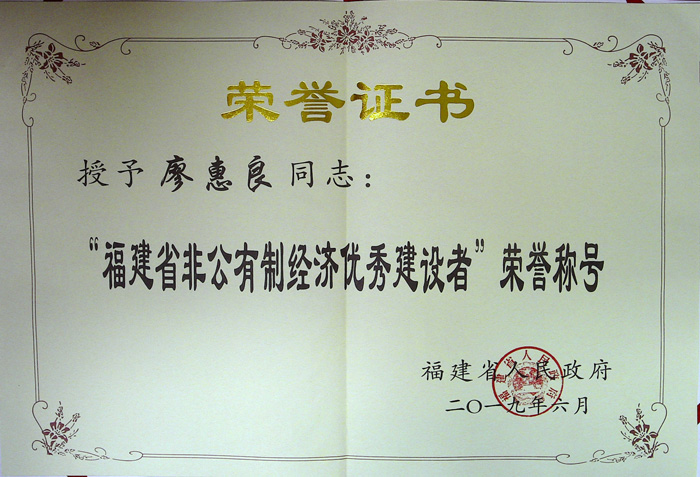 荣誉证书
授予 廖惠良 同志：
“福建省非公有制经济优秀建设者”荣誉称号
福建省人民政府
二〇一九年六月